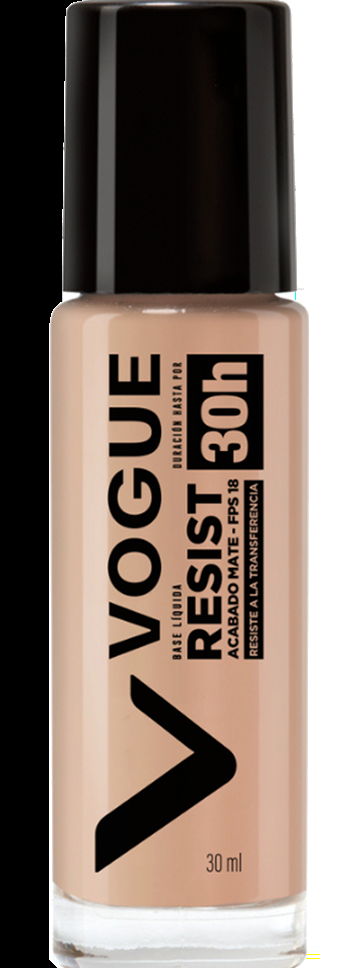 VOGUE
BASE LÍQUIDA
DURACIÓN HASTA POR
RESIST 30h
ACABADO MATE - FPS 18
RESISTE A LA TRANSFERENCIA
30 ml